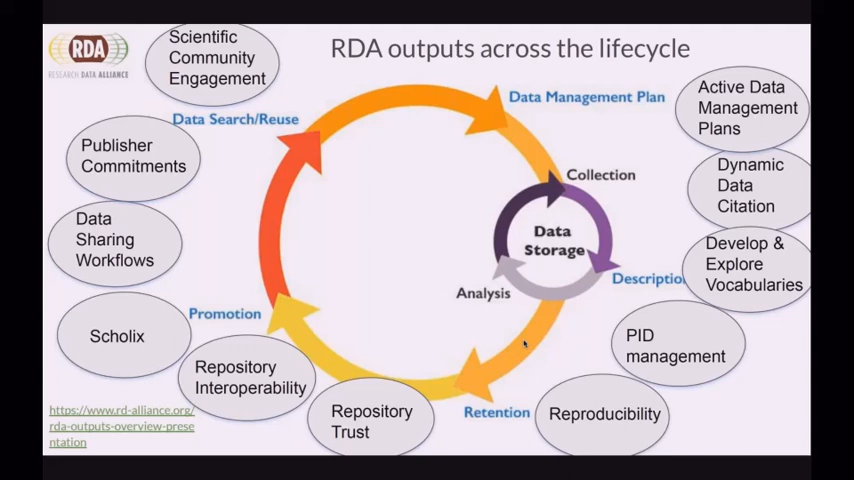 RDA
RESEARCH DATA ALLIANCE
RDA outputs across the lifecycle
Scientific
Community
Engagement
Data Search/Reuse
Data Management Plan
Active Data
Management
Plans
Publisher
Commitments
Collection
Dynamic
Data
Citation
Data
Sharing
Workflows
Data
Storage
Develop &
Explore
Vocabularies
Description
Analysis
Promotion
Scholix
PID
management
Repository
Interoperability
Repository
Trust
Retention
Reproducibility
https://www.rd-alliance.org/
rda-outputs-overview-prese
ntation